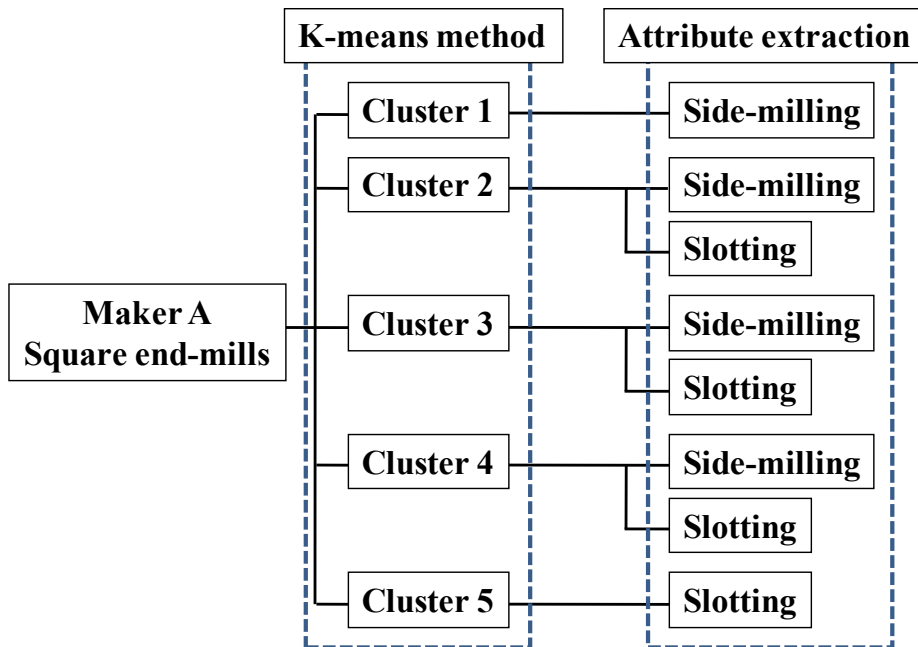 K-means method
Attribute extraction
Cluster 1
Side-milling
Cluster 2
Side-milling
Slotting
Maker A
Square end-mills
Cluster 3
Side-milling
Slotting
Cluster 4
Side-milling
Slotting
Cluster 5
Slotting